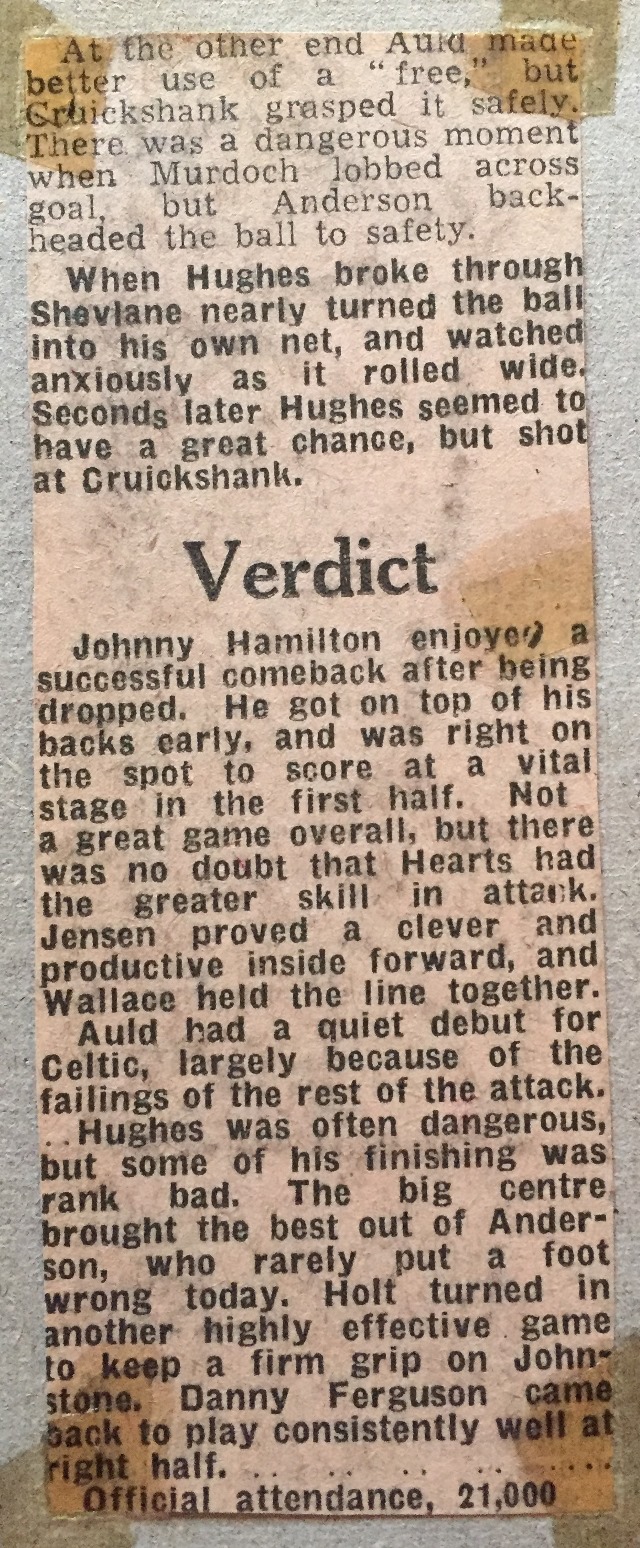 At the other end Auld made
better use of a "free," but
Cruickshank grasped it safely.
There was a dangerous moment
when Murdoch lobbed across
goal, but Anderson back-
headed the ball to safety.
When Hughes broke through
Shevlane nearly turned the ball
into his own net, and watched
anxiously as it rolled wide.
Seconds later Hughes seemed to
have a great chance, but shot
at Cruickshank.
Verdict
Johnny Hamilton enjoyed a
successful comeback after being
dropped. He got on top of his
backs early, and was right on
the spot to score at a vital
stage in the first half. Not
a great game overall, but there
was no doubt that Hearts had
the greater skill in attack.
Jensen proved a clever and
productive inside forward, and
Wallace held the line together.
Auld had a quiet debut for
Celtic, largely because of the
failings of the rest of the attack.
..Hughes was often dangerous,
but some of his finishing was
rank bad. The big centre
brought the best out of Ander-
son, who rarely put a foot
wrong today. Holt turned in
another highly effective game
to keep a firm grip on John-
stone. Danny Ferguson came
back to play consistently well at
right half. .. .. .. .. ....
Official attendance, 21,000